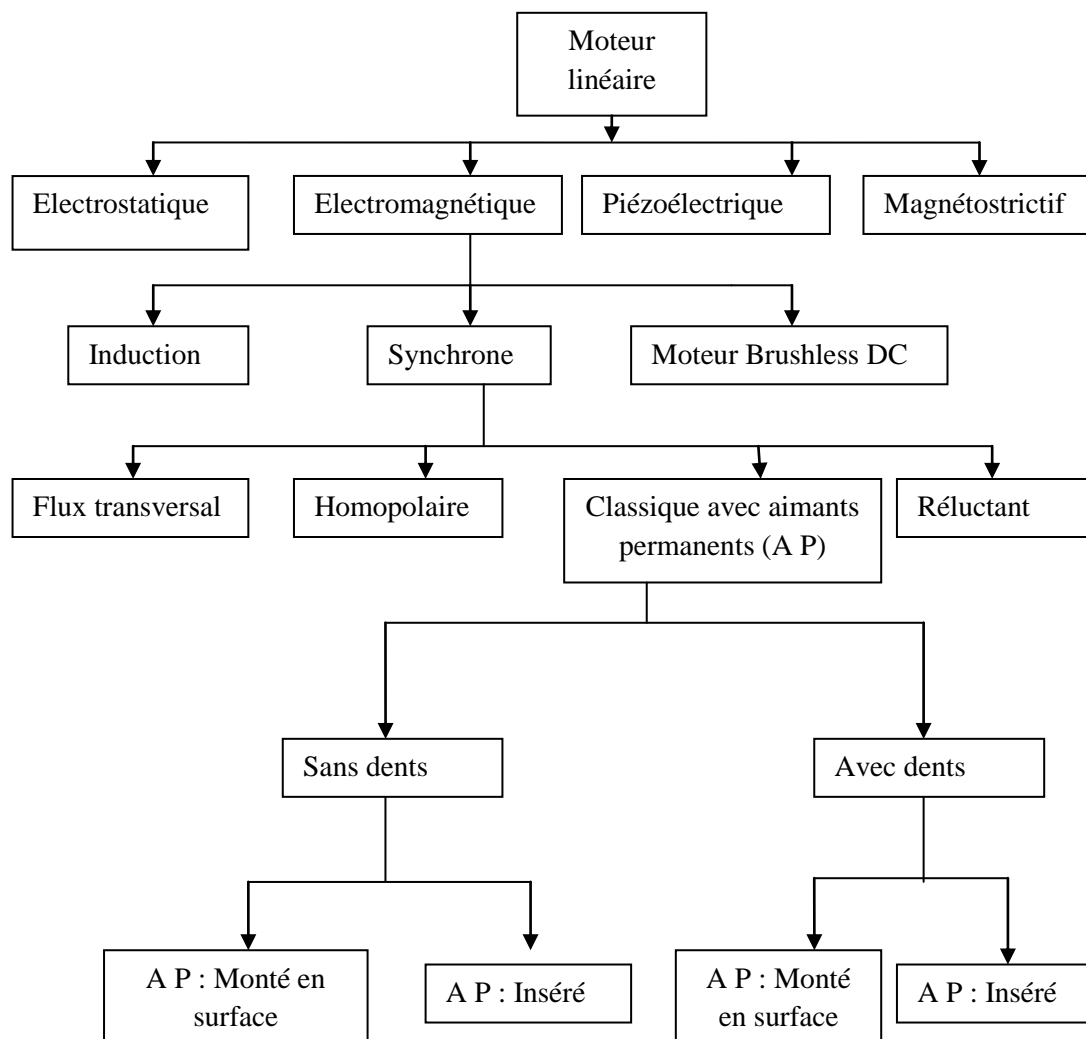 Moteur
linéaire
Electrostatique
Electromagnétique
Piézoélectrique
Magnétostrictif
Induction
Synchrone
Moteur Brushless DC
Flux transversal
Homopolaire
Classique avec aimants
permanents (A P)
Réluctant
Sans dents
Avec dents
A P : Monté en
surface
A P : Inséré
A P : Monté
en surface
A P : Inséré